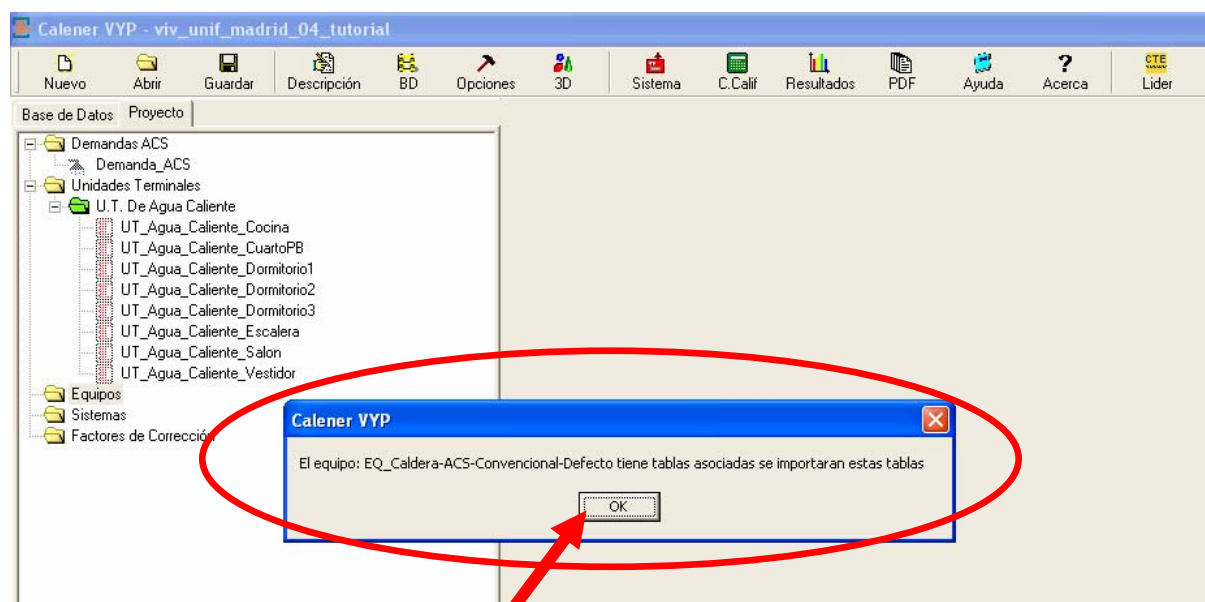 Calener VYP - viv_unif_madrid_04_tutorial
Nuevo Abrir Guardar Descripción BD Opciones 3D Sistema C.Calif Resultados PDF Ayuda Acerca CTE Lider
Base de Datos Proyecto
Demandas ACS
Demanda_ACS
Unidades Terminales
U.T. De Agua Caliente
UT_Agua_Caliente_Cocina
UT_Agua_Caliente_CuartoPB
UT_Agua_Caliente_Dormitorio1
UT_Agua_Caliente_Dormitorio2
UT_Agua_Caliente_Dormitorio3
UT_Agua_Caliente_Escalera
UT_Agua_Caliente_Salon
UT_Agua_Caliente_Vestidor
Equipos
Sistemas
Factores de Corrección
Calener VYP
El equipo: EQ_Caldera-ACS-Convencional-Defecto tiene tablas asociadas se importaran estas tablas
OK